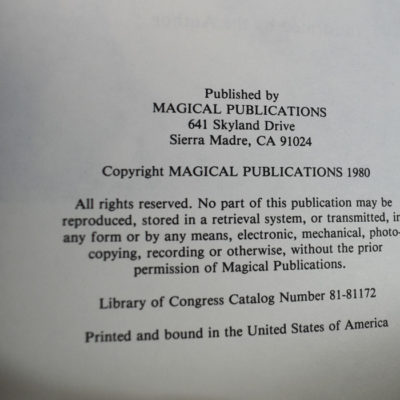 Published by
MAGICAL PUBLICATIONS
641 Skyland Drive
Sierra Madre, CA 91024
Copyright MAGICAL PUBLICATIONS 1980
All rights reserved. No part of this publication may be
reproduced, stored in a retrieval system, or transmitted, in
any form or by any means, electronic, mechanical, photo-
copying, recording or otherwise, without the prior
permission of Magical Publications.
Library of Congress Catalog Number 81-81172
Printed and bound in the United States of America